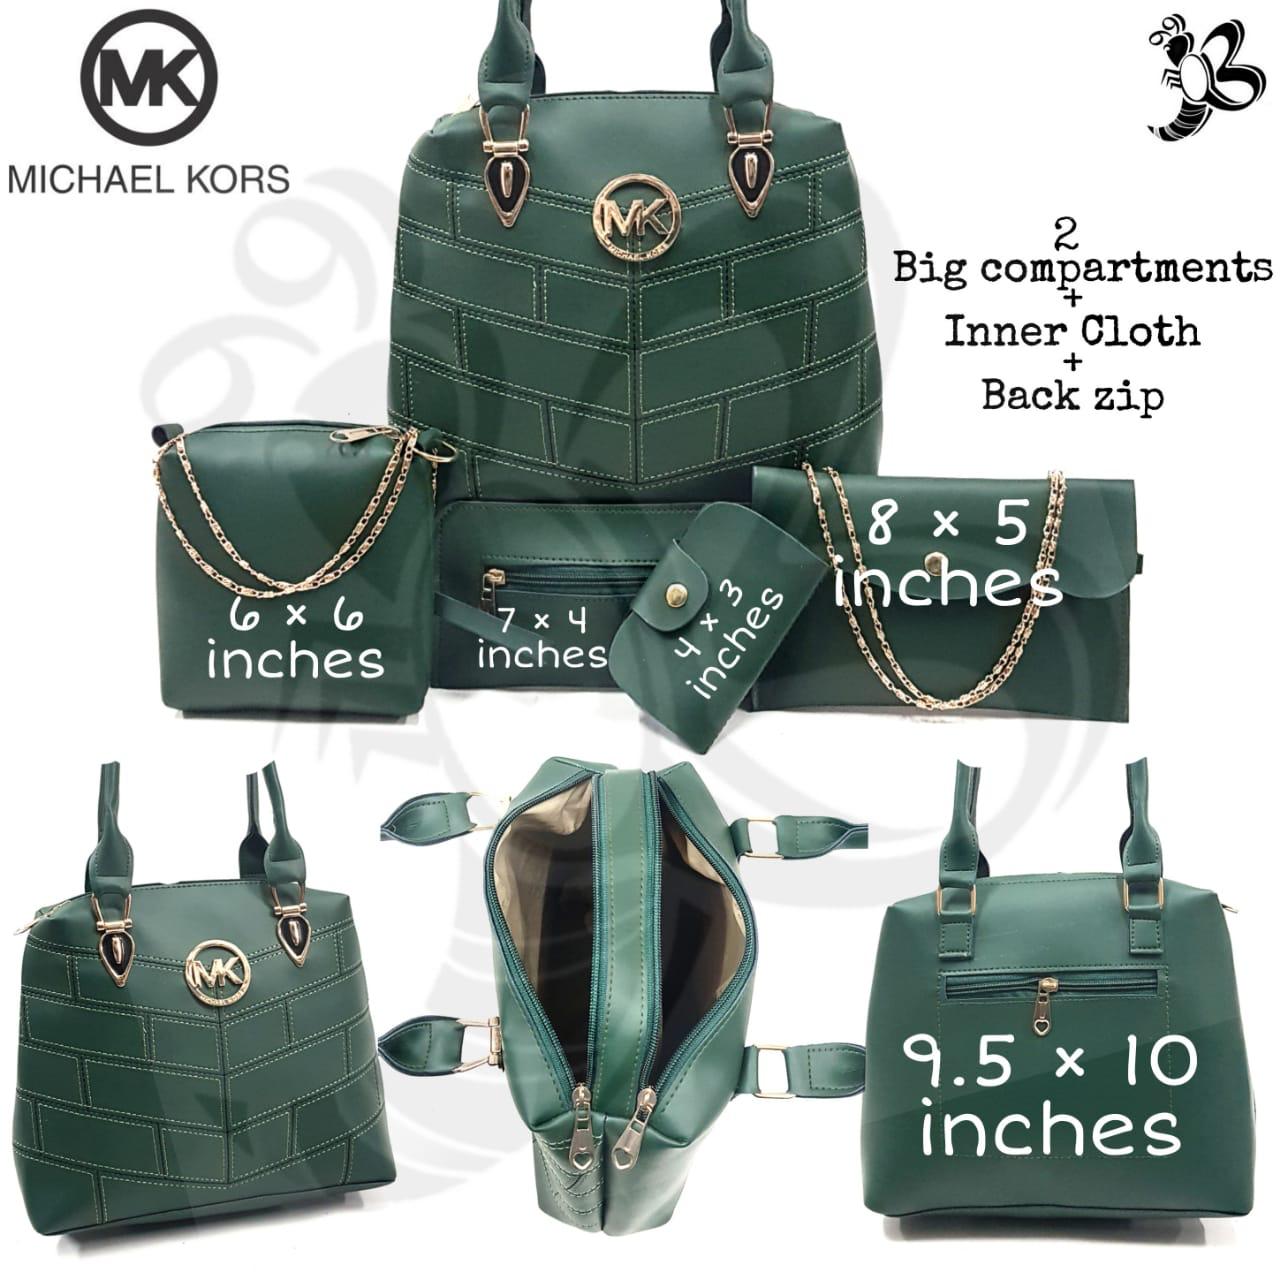 MK
MICHAEL KORS
MK
MICHAEL KORS
2
Big compartments
+
Inner Cloth
+
Back zip
8 × 5
inches
6 × 6
inches
7 × 4
inches
4 × 3
inches
MK
9.5 × 10
inches